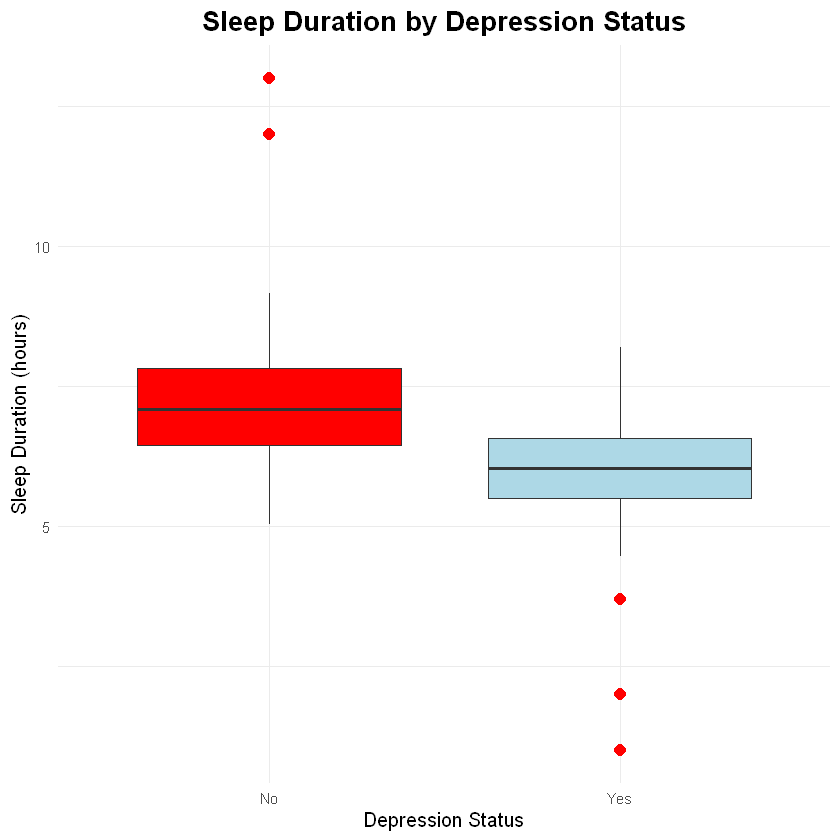 Sleep Duration by Depression Status
Sleep Duration (hours)
10
5
No
Yes
Depression Status